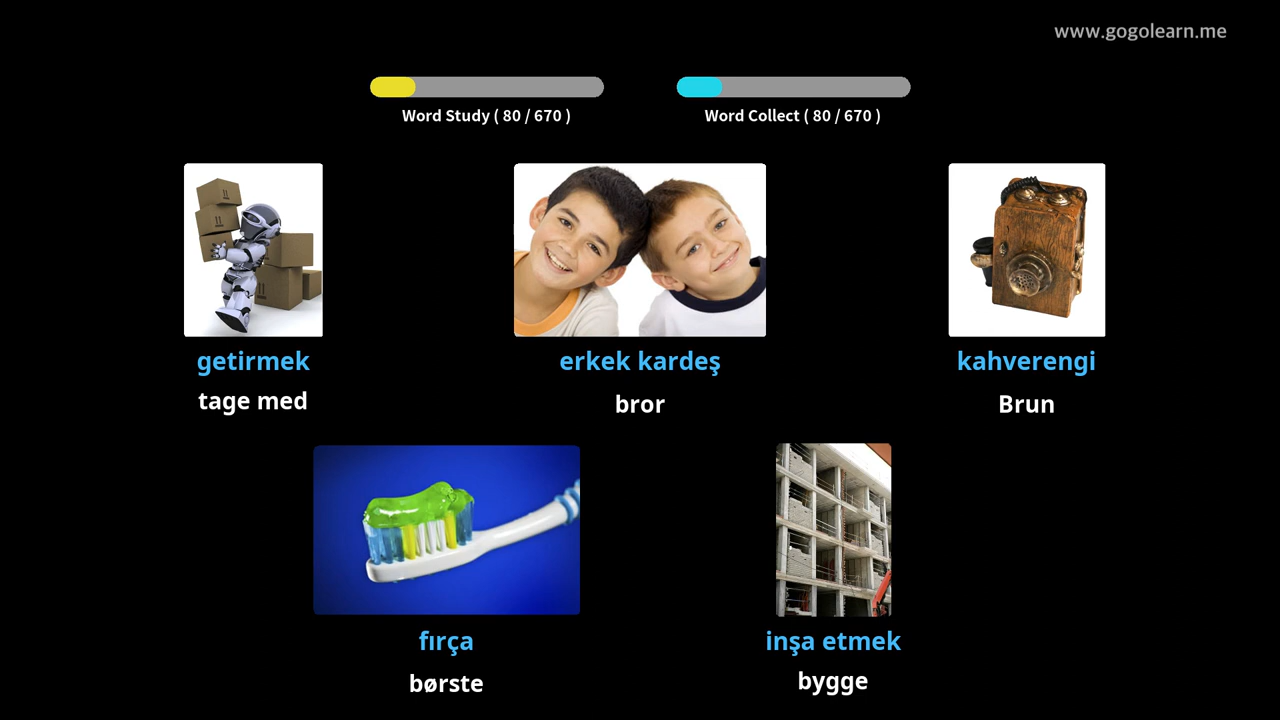 www.gogolearn.me
Word Study ( 80 / 670 )
Word Collect ( 80 / 670 )
getirmek
tage med
erkek kardeş
bror
kahverengi
Brun
fırça
børste
inşa etmek
bygge